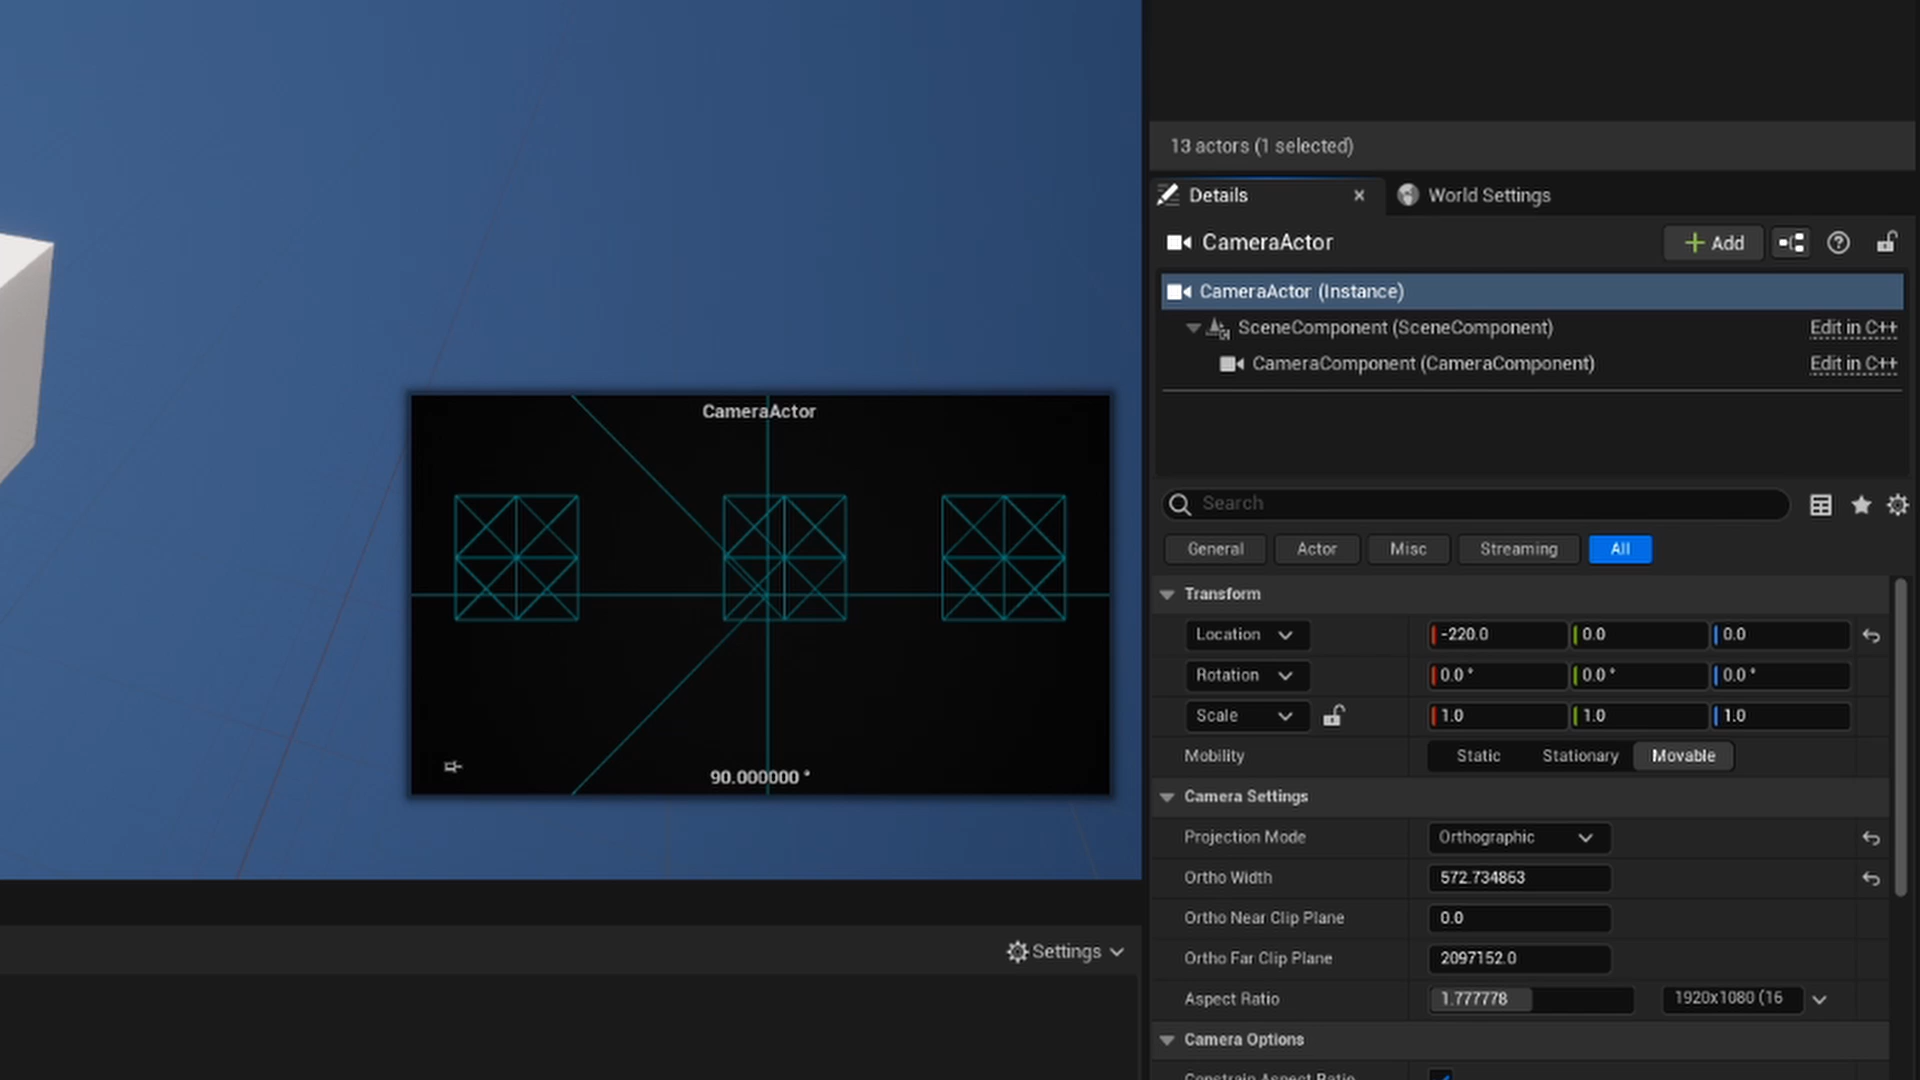 13 actors (1 selected)
Details
World Settings
CameraActor
Add
CameraActor (Instance)
SceneComponent (SceneComponent)
Edit in C++
CameraComponent (CameraComponent)
Edit in C++
CameraActor
90.000000 °
Search
General
Actor
Misc
Streaming
All
Transform
Location
-220.0
0.0
0.0
Rotation
0.0 °
0.0 °
0.0 °
Scale
1.0
1.0
1.0
Mobility
Static
Stationary
Movable
Camera Settings
Projection Mode
Orthographic
Ortho Width
572.734863
Ortho Near Clip Plane
0.0
Ortho Far Clip Plane
2097152.0
Aspect Ratio
1.777778
1920x1080 (16
Camera Options
Constrain Aspect Ratio
Settings